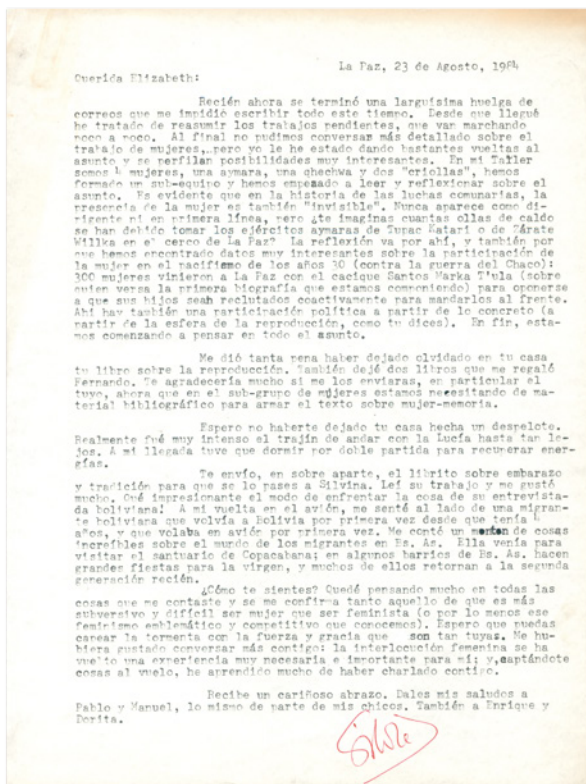 La Paz, 23 de Agosto, 1984
Querida Elizabeth:
Recién ahora se terminó una larguísima huelga de
correos que me impidió escribir todo este tiempo. Desde que llegué
he tratado de reasumir los trabajos pendientes, que van marchando
poco a poco. Al final no pudimos conversar más detallado sobre el
trabajo de mujeres, pero yo le he estado dando bastantes vueltas al
asunto y se perfilan posibilidades muy interesantes. En mi Taller
somos 4 mujeres, una aymara, una qhechwa y dos "criollas", hemos
formado un sub-equipo y hemos empezado a leer y reflexionar sobre el
asunto. Es evidente que en la historia de las luchas comunarias, la
presencia de la mujer es también "invisible". Nunca aparece como di-
rigente ni en primera línea, pero ¿te imaginas cuantas ollas de caldo
se han debido tomar los ejércitos aymaras de Tupac Katari o de Zárate
Willka en el cerco de La Paz? La reflexión va por ahí, y también por
que hemos encontrado datos muy interesantes sobre la participación de
la mujer en el pacifismo de los años 30 (contra la guerra del Chaco):
300 mujeres vinieron a La Paz con el cacique Santos Marka T'ula (sobre
quien versa la primera biografía que estamos componiendo) para oponerse
a que sus hijos seah reclutados coactivamente para mandarlos al frente.
Ahí hay también una participación política a partir de lo concreto (a
partir de la esfera de la reproducción, como tu dices). En fin, esta-
mos comenzando a pensar en todo el asunto.
Me dió tanta pena haber dejado olvidado en tu casa
tu libro sobre la reproducción. También dejé dos libros que me regaló
Fernando. Te agradecería mucho si me los enviaras, en particular el
tuyo, ahora que en el sub-grupo de mujeres estamos necesitando de ma-
terial bibliográfico para armar el texto sobre mujer-memoria.
Espero no haberte dejado tu casa hecha un despelote.
Realmente fué muy intenso el trajín de andar con la Lucía hasta tan le-
jos. A mi llegada tuve que dormir por doble partida para recuperar ener-
gías.
Te envío, en sobre aparte, el librito sobre embarazo
y tradición para que se lo pases a Silvina. Leí su trabajo y me gustó
mucho. Qué impresionante el modo de enfrentar la cosa de su entrevista-
da boliviana! A mi vuelta en el avión, me senté al lado de una migran-
te boliviana que volvía a Bolivia por primera vez desde que tenía 4
años, y que volaba en avión por primera vez. Me contó un monton de cosas
increíbles sobre el mundo de los migrantes en Bs. As. Ella venía para
visitar el santuario de Copacabana; en algunos barrios de Bs. As. hacen
grandes fiestas para la virgen, y muchos de ellos retornan a la segunda
generación recién.
¿Cómo te sientes? Quedé pensando mucho en todas las
cosas que me contaste y se me confirma tanto aquello de que es más
subversivo y difícil ser mujer que ser feminista (o por lo menos ese
feminismo emblemático y competitivo que conocemos). Espero que puedas
capear la tormenta con la fuerza y gracia que son tan tuyas. Me hu-
biera gustado conversar más contigo: la interlocución femenina se ha
vuelto una experiencia muy necesaria e importante para mí; y, captándote
cosas al vuelo, he aprendido mucho de haber charlado contigo.
Recibe un cariñoso abrazo. Dales mis saludos a
Pablo y Manuel, lo mismo de parte de mis chicos. También a Enrique y
Dorita.
Silvia